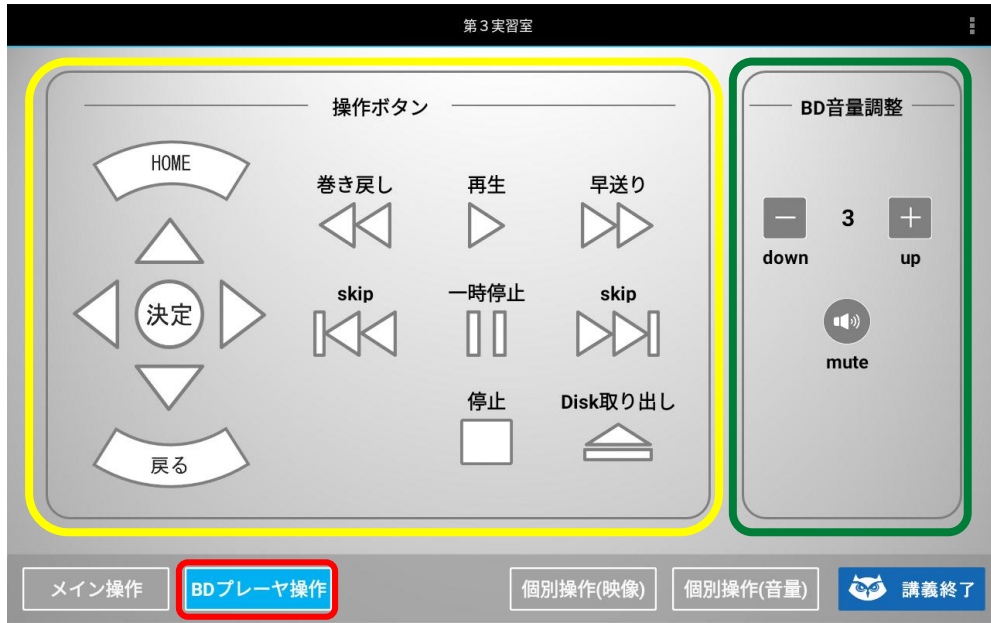 第３実習室
操作ボタン
HOME
決定
戻る
巻き戻し 再生 早送り
skip 一時停止 skip
停止 Disk取り出し
BD音量調整
3
down up
mute
メイン操作 BDプレーヤ操作 個別操作(映像) 個別操作(音量) 講義終了